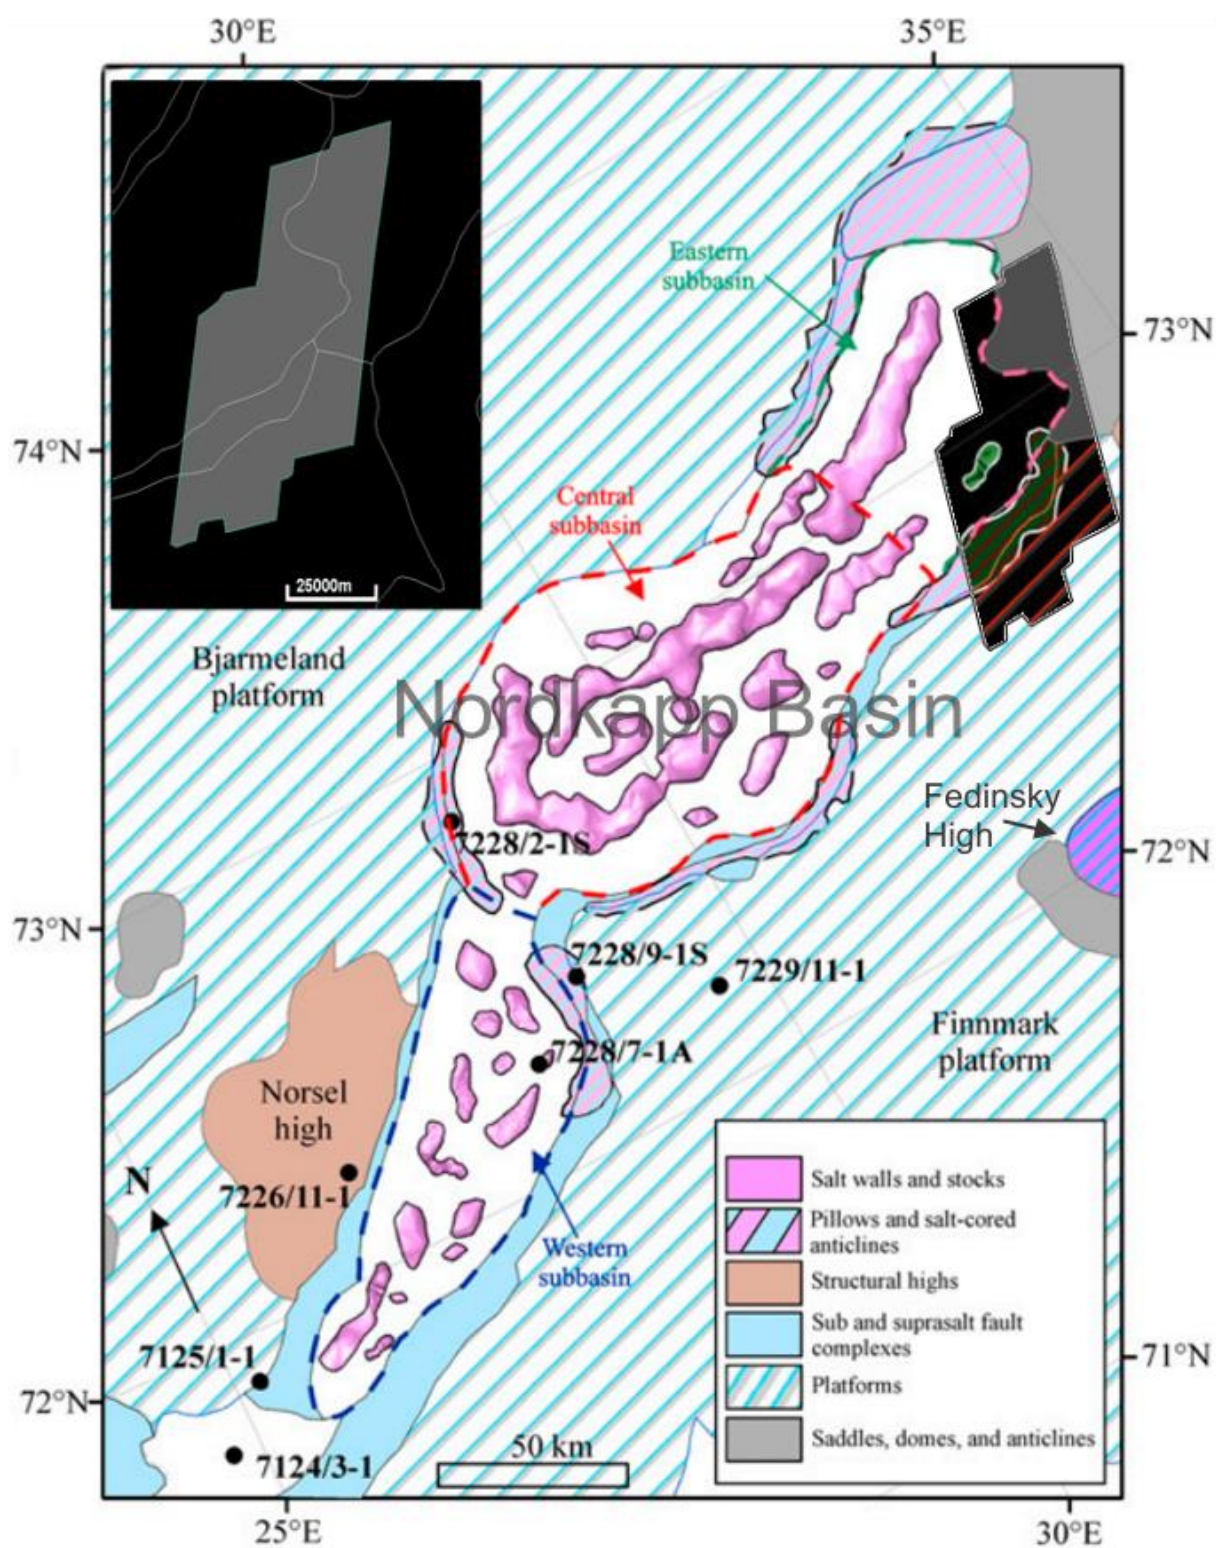 30°E
35°E
25000m
Eastern
subbasin
73°N
74°N
Central
subbasin
Bjarmeland
platform
Nordkapp Basin
Fedinsky
High
7228/2-1S
72°N
73°N
7228/9-1S
7229/11-1
Finnmark
platform
7228/7-1A
Norsel
high
N
7226/11-1
Salt walls and stocks
Pillows and salt-cored
anticlines
Western
subbasin
Structural highs
Sub and suprasalt fault
complexes
7125/1-1
71°N
Platforms
72°N
Saddles, domes, and anticlines
50 km
7124/3-1
25°E
30°E